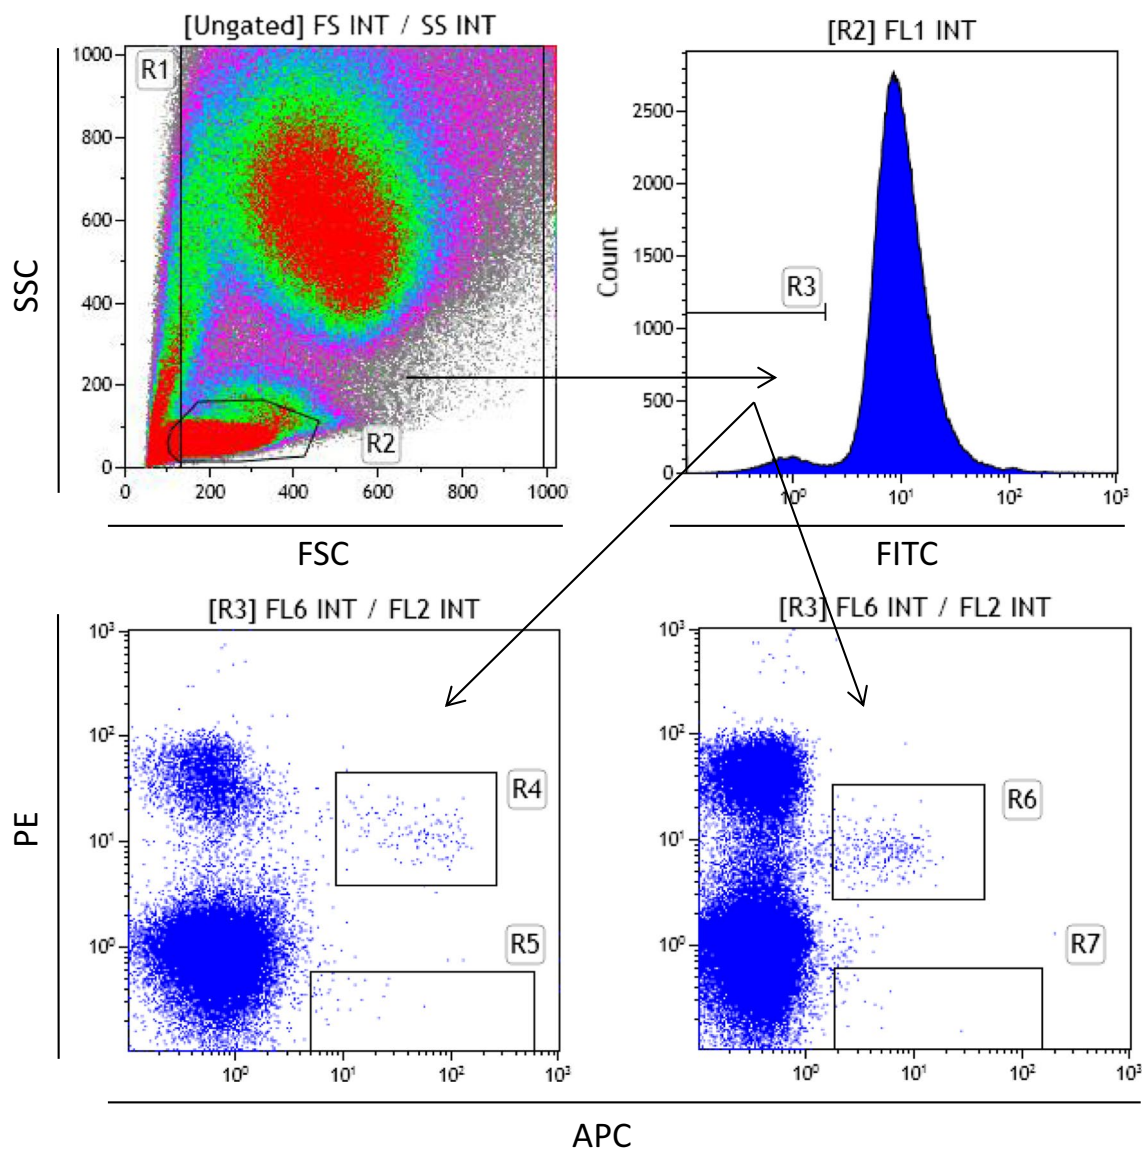 [Ungated] FS INT / SS INT
R1
1000
800
600
400
200
0
R2
0 200 400 600 800 1000
SSC
FSC
[R2] FL1 INT
2500
2000
1500
1000
500
0
Count
R3
10⁰ 10¹ 10² 10³
FITC
[R3] FL6 INT / FL2 INT
10³
10²
10¹
10⁰
R4
R5
10⁰ 10¹ 10² 10³
PE
[R3] FL6 INT / FL2 INT
10³
10²
10¹
10⁰
R6
R7
10⁰ 10¹ 10² 10³
APC